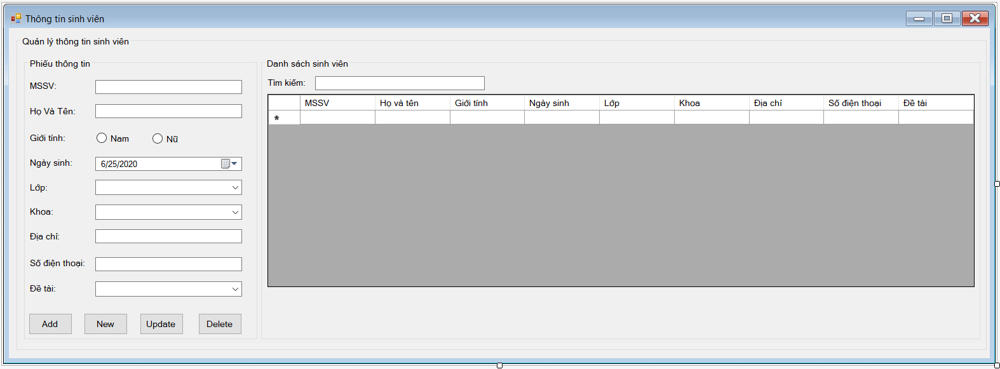 Thông tin sinh viên
Quản lý thông tin sinh viên
Phiếu thông tin
MSSV:
Họ Và Tên:
Giới tính:
Nam
Nữ
Ngày sinh:
6/25/2020
Lớp:
Khoa:
Địa chỉ:
Số điện thoại:
Đề tài:
Add
New
Update
Delete
Danh sách sinh viên
Tìm kiếm:
MSSV Họ và tên Giới tính Ngày sinh Lớp Khoa Địa chỉ Số điện thoại Đề tài
*